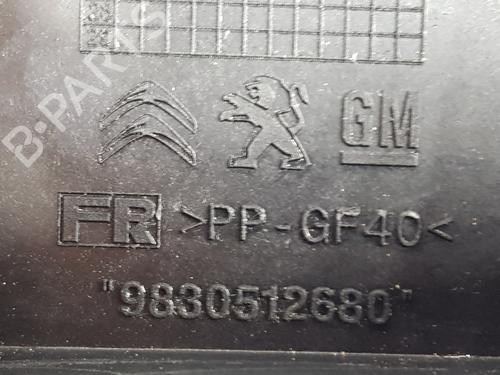 GM
FR >PP-GF40<
"9830512680"
B-PARTS